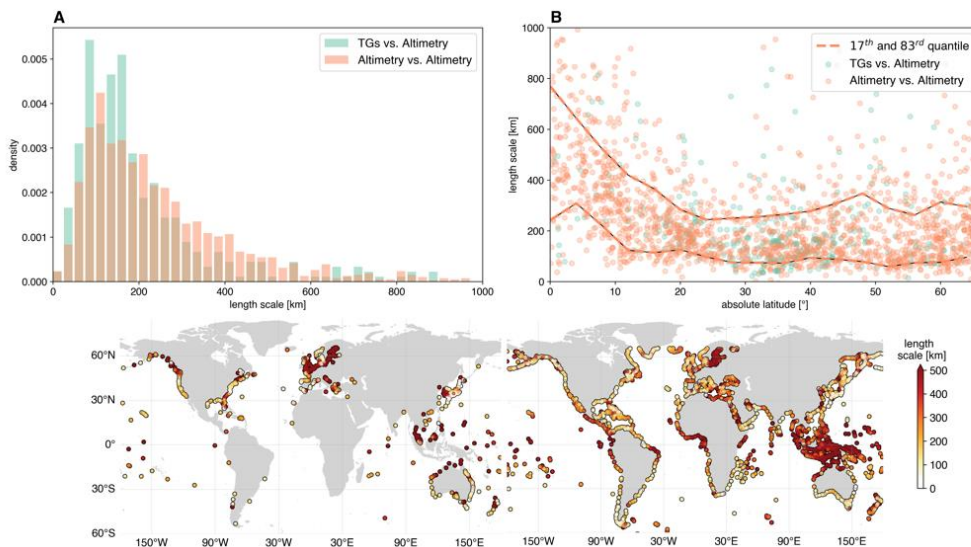 A
TGs vs. Altimetry
Altimetry vs. Altimetry
density
0.005
0.004
0.003
0.002
0.001
0.000
0 200 400 600 800 1000
length scale [km]
B
17th and 83rd quantile
TGs vs. Altimetry
Altimetry vs. Altimetry
length scale [km]
1000
800
600
400
200
0
0 10 20 30 40 50 60
absolute latitude [°]
60°N
30°N
0°
30°S
60°S
150°W 90°W 30°W 30°E 90°E 150°E
150°W 90°W 30°W 30°E 90°E 150°E
length
scale [km]
500
400
300
200
100
0